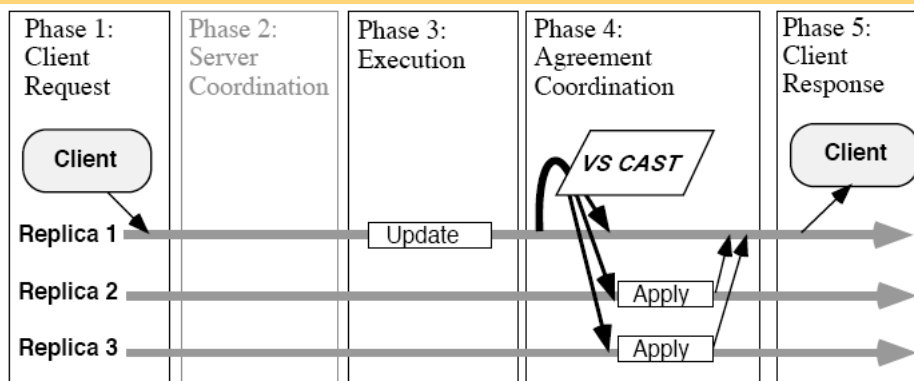 Phase 1:
Client
Request
Phase 2:
Server
Coordination
Phase 3:
Execution
Phase 4:
Agreement
Coordination
Phase 5:
Client
Response
Client
VS CAST
Client
Replica 1
Update
Replica 2
Apply
Replica 3
Apply